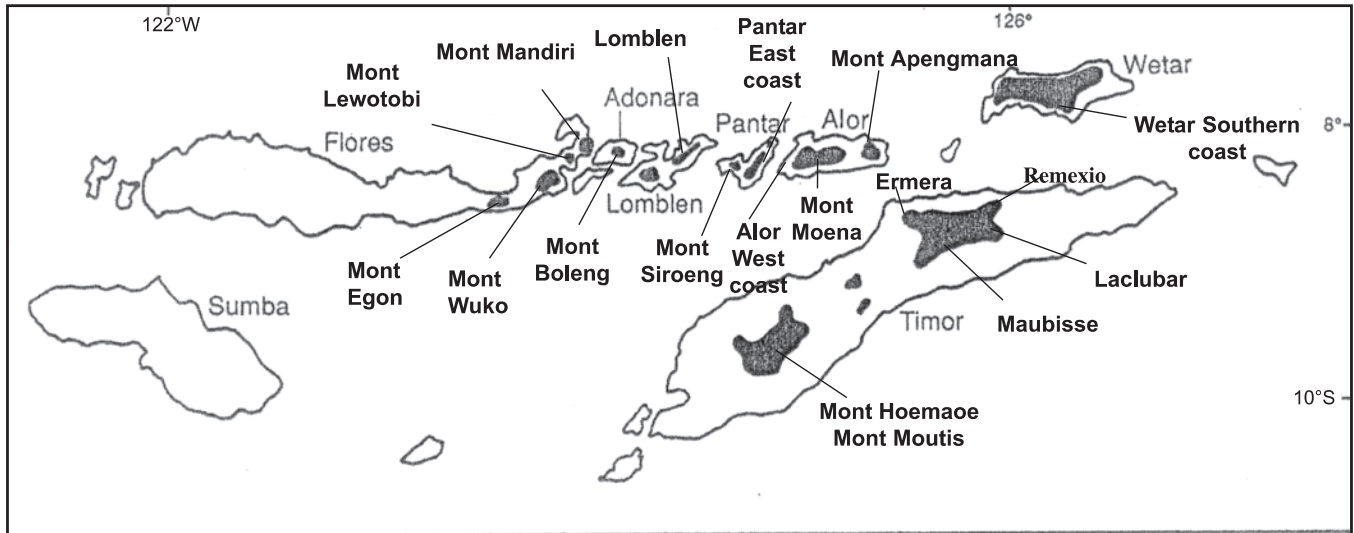 122°W
126°
Mont Mandiri
Lomblen
Pantar
East
coast
Mont Apengmana
Wetar
Mont
Lewotobi
Adonara
Flores
Pantar
Alor
8°
Wetar Southern
coast
Ermera
Remexio
Lomblen
Mont
Moena
Mont
Egon
Mont
Wuko
Mont
Boleng
Mont
Siroeng
Alor
West
coast
Laclubar
Sumba
Timor
Maubisse
10°S
Mont Hoemaoe
Mont Moutis